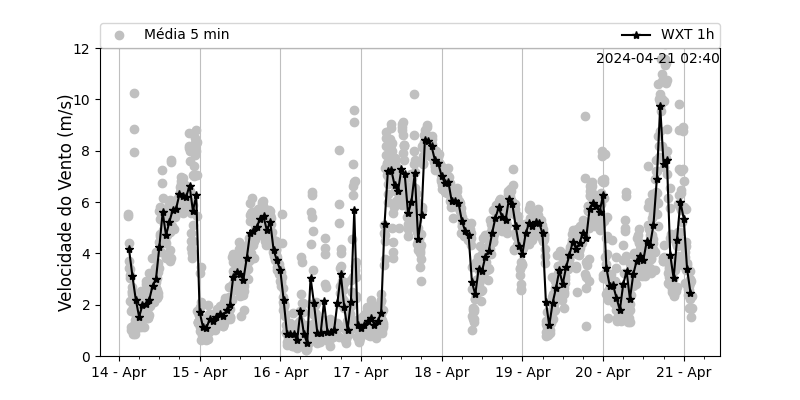 Média 5 min
WXT 1h
2024-04-21 02:40
Velocidade do Vento (m/s)
12
10
8
6
4
2
0
14 - Apr 15 - Apr 16 - Apr 17 - Apr 18 - Apr 19 - Apr 20 - Apr 21 - Apr